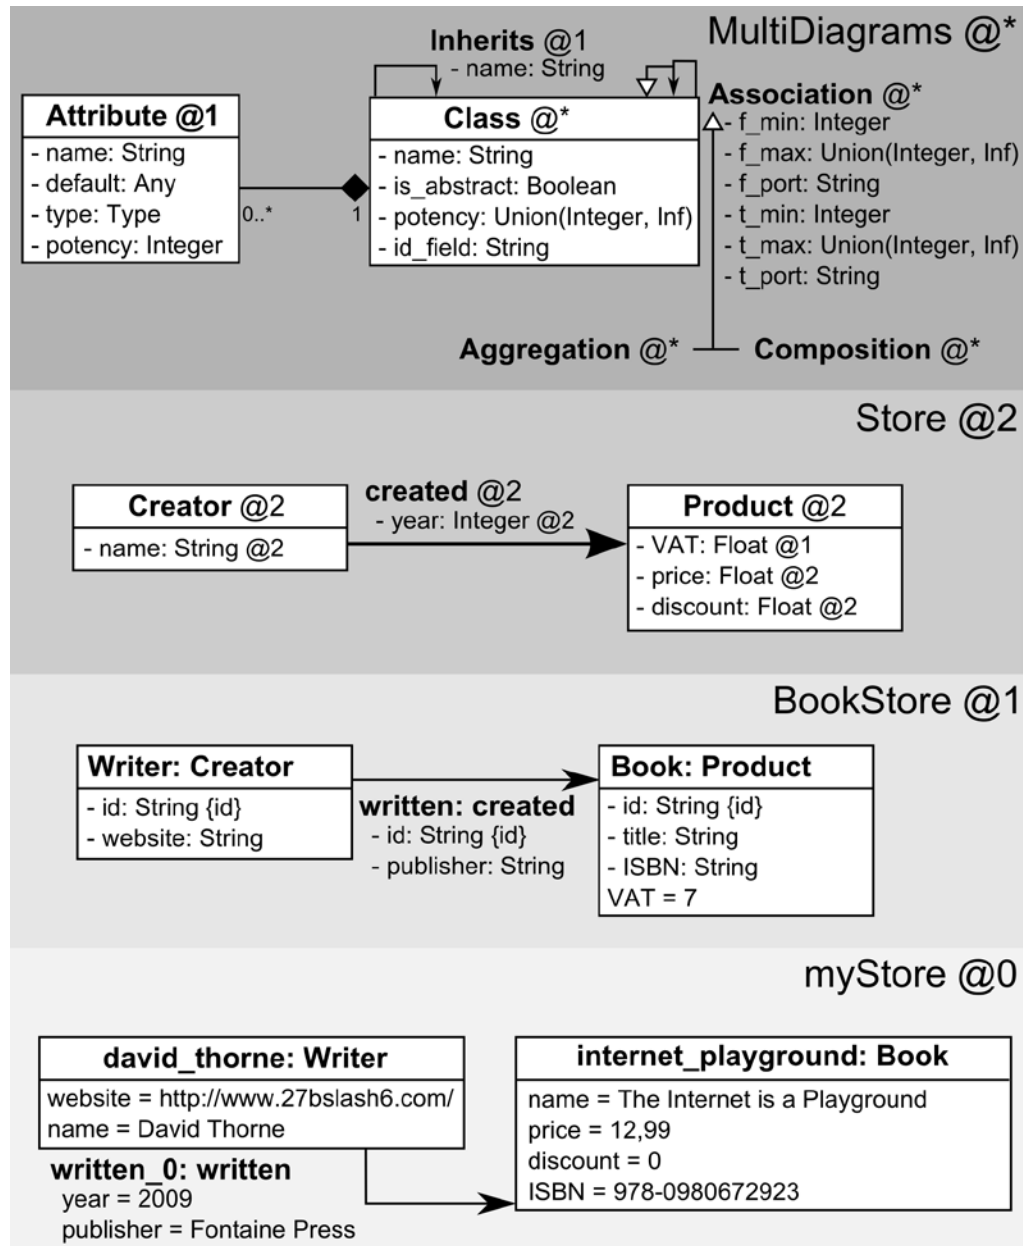 MultiDiagrams @*
Inherits @1
- name: String
Attribute @1
- name: String
- default: Any
- type: Type
- potency: Integer
0..*
1
Class @*
- name: String
- is_abstract: Boolean
- potency: Union(Integer, Inf)
- id_field: String
Association @*
- f_min: Integer
- f_max: Union(Integer, Inf)
- f_port: String
- t_min: Integer
- t_max: Union(Integer, Inf)
- t_port: String
Aggregation @*
Composition @*
Store @2
Creator @2
- name: String @2
created @2
- year: Integer @2
Product @2
- VAT: Float @1
- price: Float @2
- discount: Float @2
BookStore @1
Writer: Creator
- id: String {id}
- website: String
written: created
- id: String {id}
- publisher: String
Book: Product
- id: String {id}
- title: String
- ISBN: String
VAT = 7
myStore @0
david_thorne: Writer
website = http://www.27bslash6.com/
name = David Thorne
written_0: written
year = 2009
publisher = Fontaine Press
internet_playground: Book
name = The Internet is a Playground
price = 12,99
discount = 0
ISBN = 978-0980672923